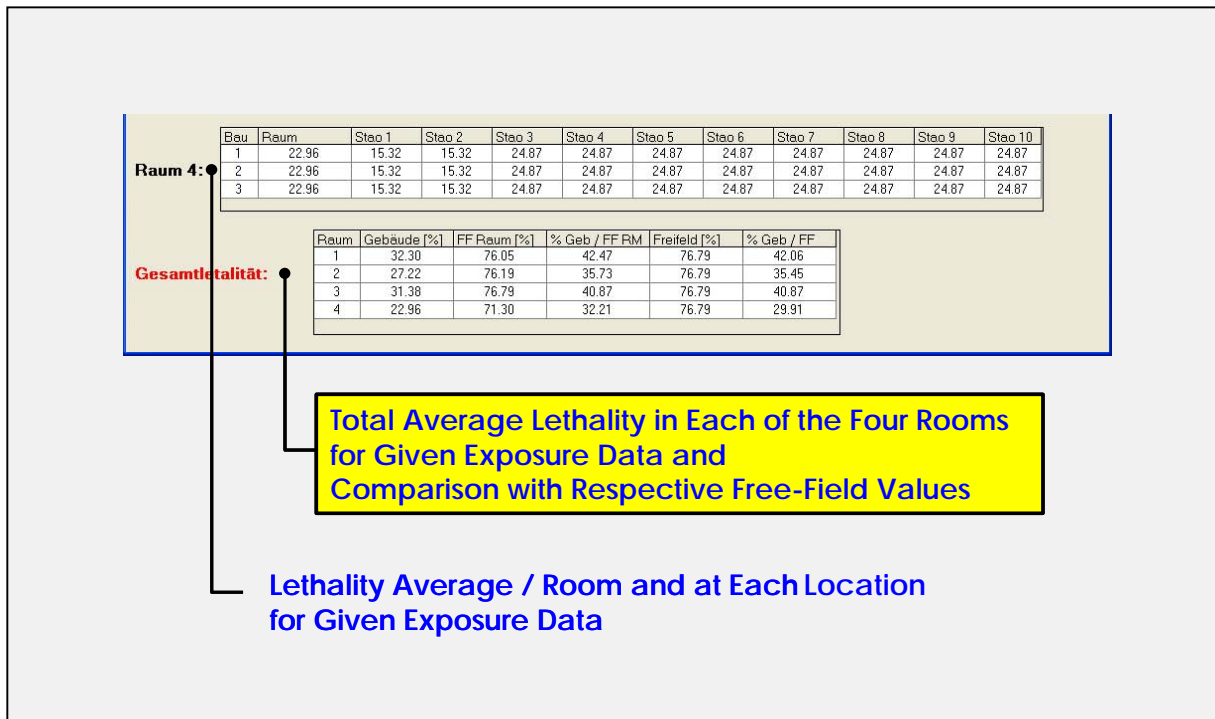 Bau Raum Stao 1 Stao 2 Stao 3 Stao 4 Stao 5 Stao 6 Stao 7 Stao 8 Stao 9 Stao 10
1 22.96 15.32 15.32 24.87 24.87 24.87 24.87 24.87 24.87 24.87 24.87
Raum 4: 2 22.96 15.32 15.32 24.87 24.87 24.87 24.87 24.87 24.87 24.87 24.87
3 22.96 15.32 15.32 24.87 24.87 24.87 24.87 24.87 24.87 24.87 24.87
Raum Gebäude [%] FF Raum [%] % Geb / FF RM Freifeld [%] % Geb / FF
1 32.30 76.05 42.47 76.79 42.06
Gesamtletalität: 2 27.22 76.19 35.73 76.79 35.45
3 31.38 76.79 40.87 76.79 40.87
4 22.96 71.30 32.21 76.79 29.91
Total Average Lethality in Each of the Four Rooms
for Given Exposure Data and
Comparison with Respective Free-Field Values
Lethality Average / Room and at Each Location
for Given Exposure Data